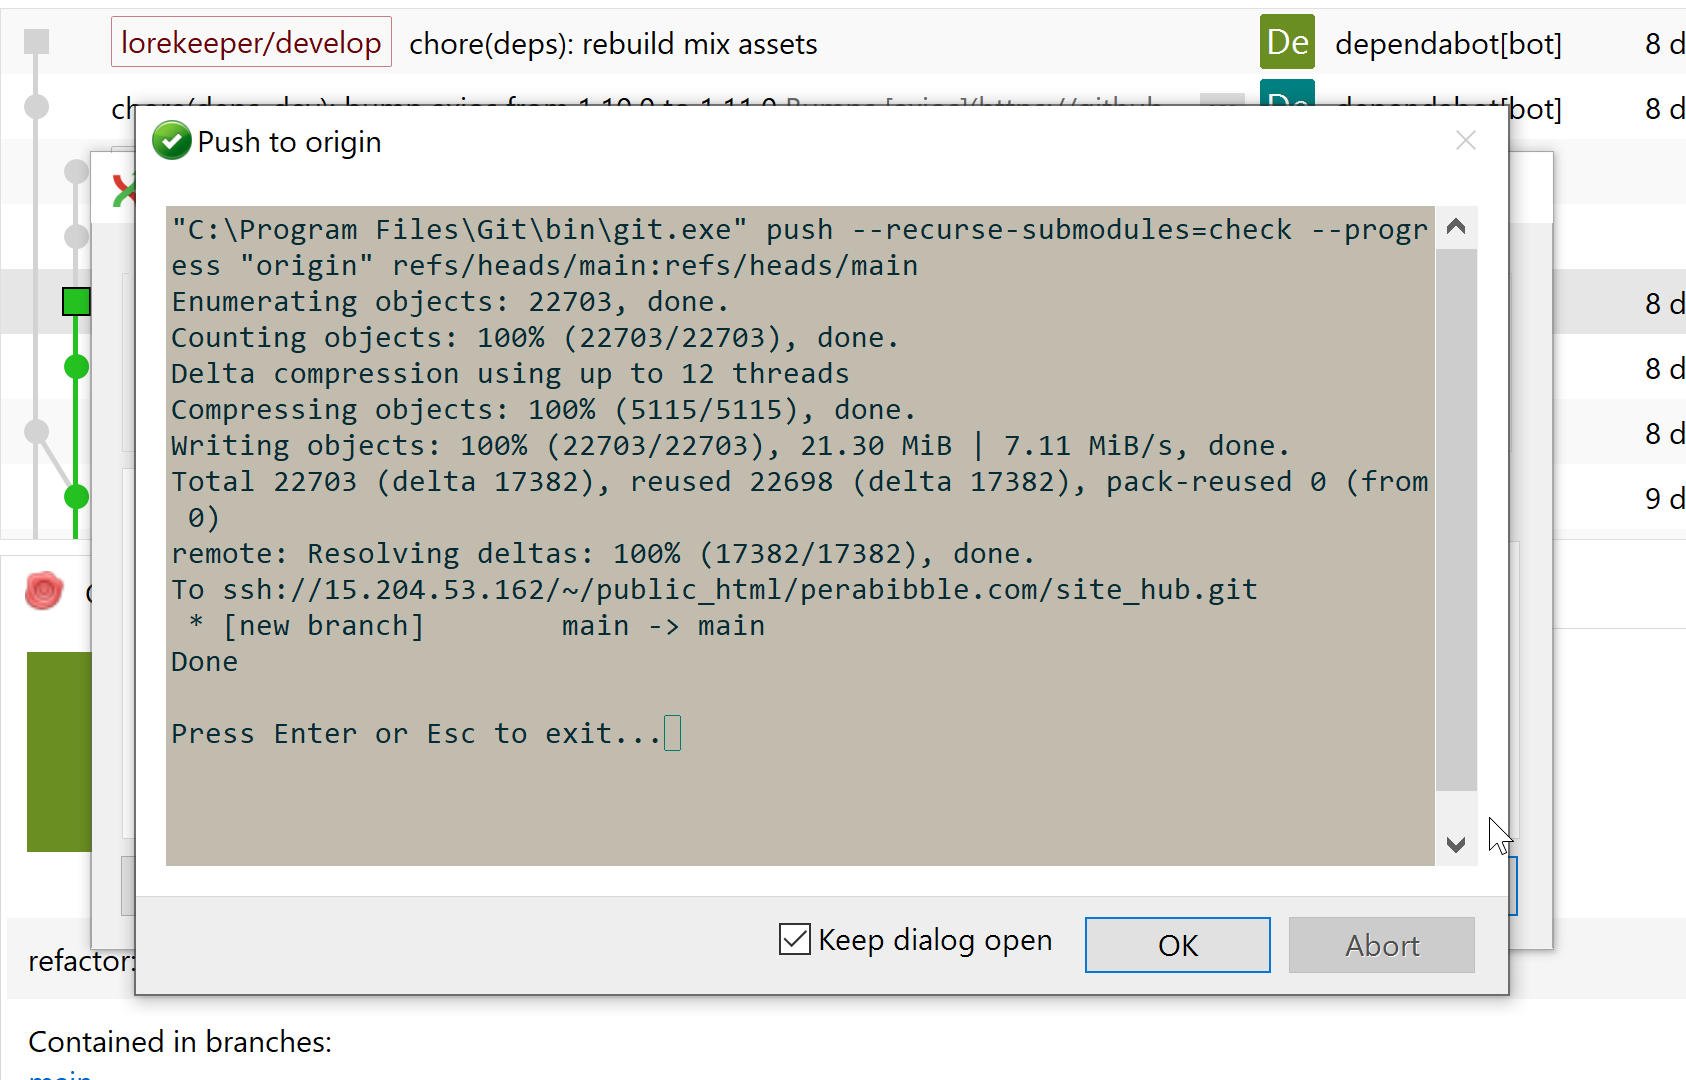 lorekeeper/develop chore(deps): rebuild mix assets De dependabot[bot] 8 d
dependabot[bot] 8 d
Push to origin
"C:\Program Files\Git\bin\git.exe" push --recurse-submodules=check --progr
ess "origin" refs/heads/main:refs/heads/main
Enumerating objects: 22703, done.
Counting objects: 100% (22703/22703), done.
8 d
Delta compression using up to 12 threads
8 d
Compressing objects: 100% (5115/5115), done.
Writing objects: 100% (22703/22703), 21.30 MiB | 7.11 MiB/s, done.
8 d
Total 22703 (delta 17382), reused 22698 (delta 17382), pack-reused 0 (from
 0)
9 d
remote: Resolving deltas: 100% (17382/17382), done.
To ssh://15.204.53.162/~/public_html/perabibble.com/site_hub.git
 * [new branch]        main -> main
Done
Press Enter or Esc to exit...
Keep dialog open OK Abort
refactor:
Contained in branches:
main